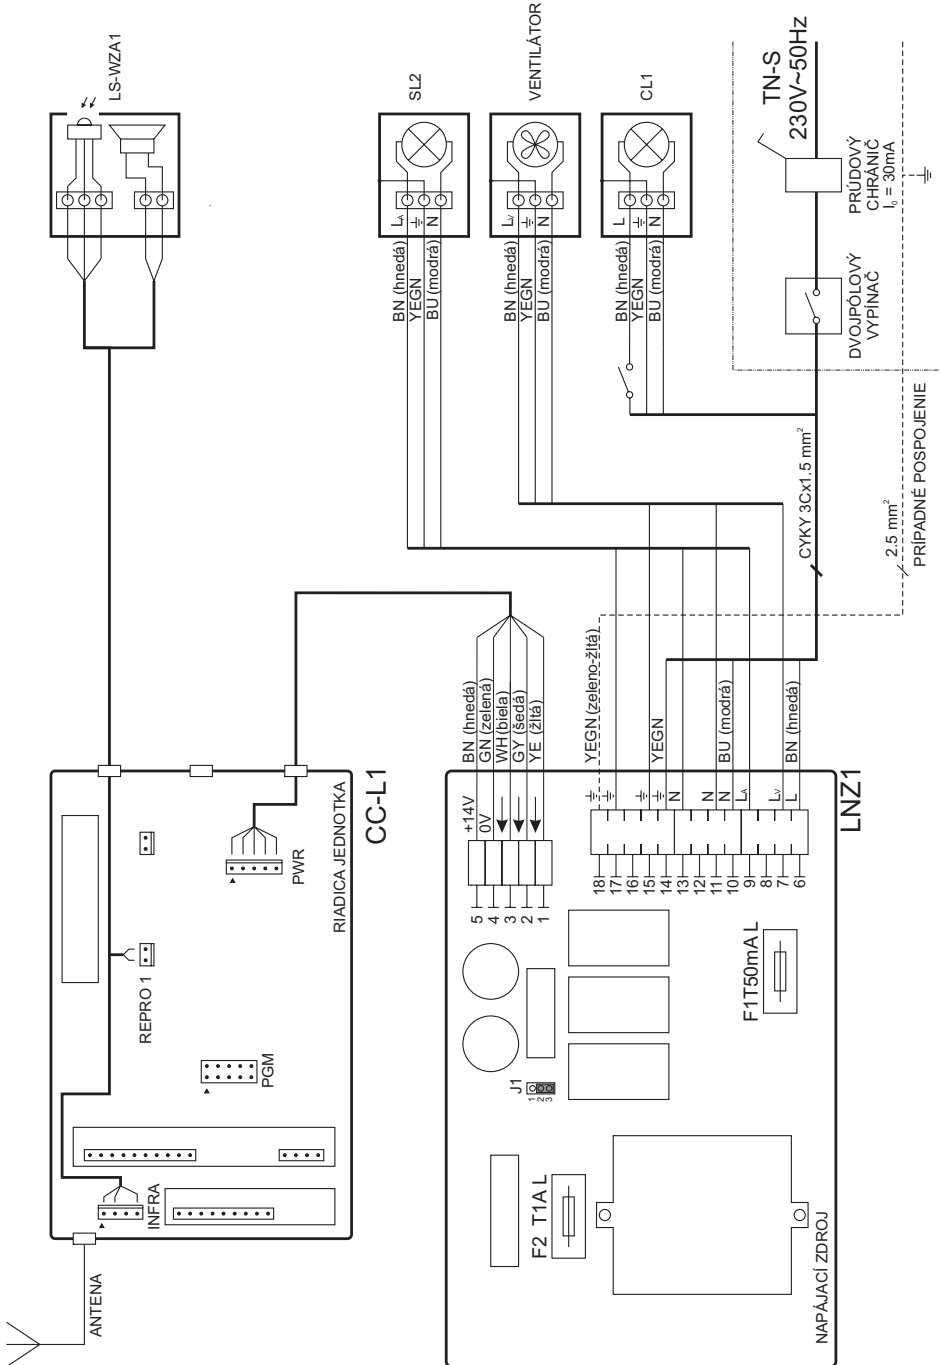 LS-WZA1
SL2
VENTILÁTOR
CL1
TN-S
230V~50Hz
PRÚDOVÝ
CHRÁNIČ
I₀ = 30mA
DVOJPÓLOVÝ
VYPÍNAČ
Lᴀ
N
BN (hnedá)
YEGN
BU (modrá)
Lᴠ
N
BN (hnedá)
YEGN
BU (modrá)
L
N
BN (hnedá)
YEGN
BU (modrá)
CYKY 3Cx1.5 mm²
2.5 mm²
PRÍPADNÉ POSPOJENIE
BN (hnedá)
GN (zelená)
WH(biela)
GY (šedá)
YE (žltá)
YEGN(zeleno-žltá)
YEGN
BU (modrá)
BN (hnedá)
CC-L1
RIADICA JEDNOTKA
PWR
REPRO 1
PGM
INFRA
ANTENA
LNZ1
+14V
0V
5
4
3
2
1
N
N
N
Lᴀ
Lᴠ
L
18
17
16
15
14
13
12
11
10
9
8
7
6
F1T50mA L
J1
1
2
3
F2 T1A L
NAPÁJACÍ ZDROJ